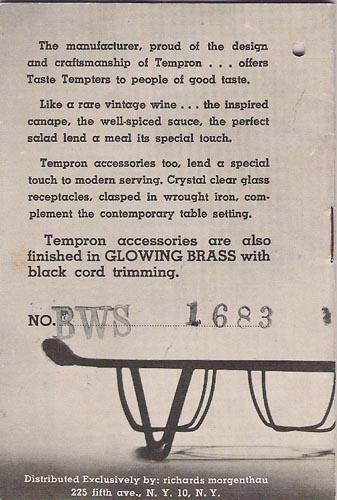 The manufacturer, proud of the design
and craftsmanship of Tempron . . . offers
Taste Tempters to people of good taste.
Like a rare vintage wine . . . the inspired
canape, the well-spiced sauce, the perfect
salad lend a meal its special touch.
Tempron accessories too, lend a special
touch to modern serving. Crystal clear glass
receptacles, clasped in wrought iron, com-
plement the contemporary table setting.
Tempron accessories are also
finished in GLOWING BRASS with
black cord trimming.
NO. BWS 1683
Distributed Exclusively by: richards morgenthau
225 fifth ave., N. Y. 10, N. Y.